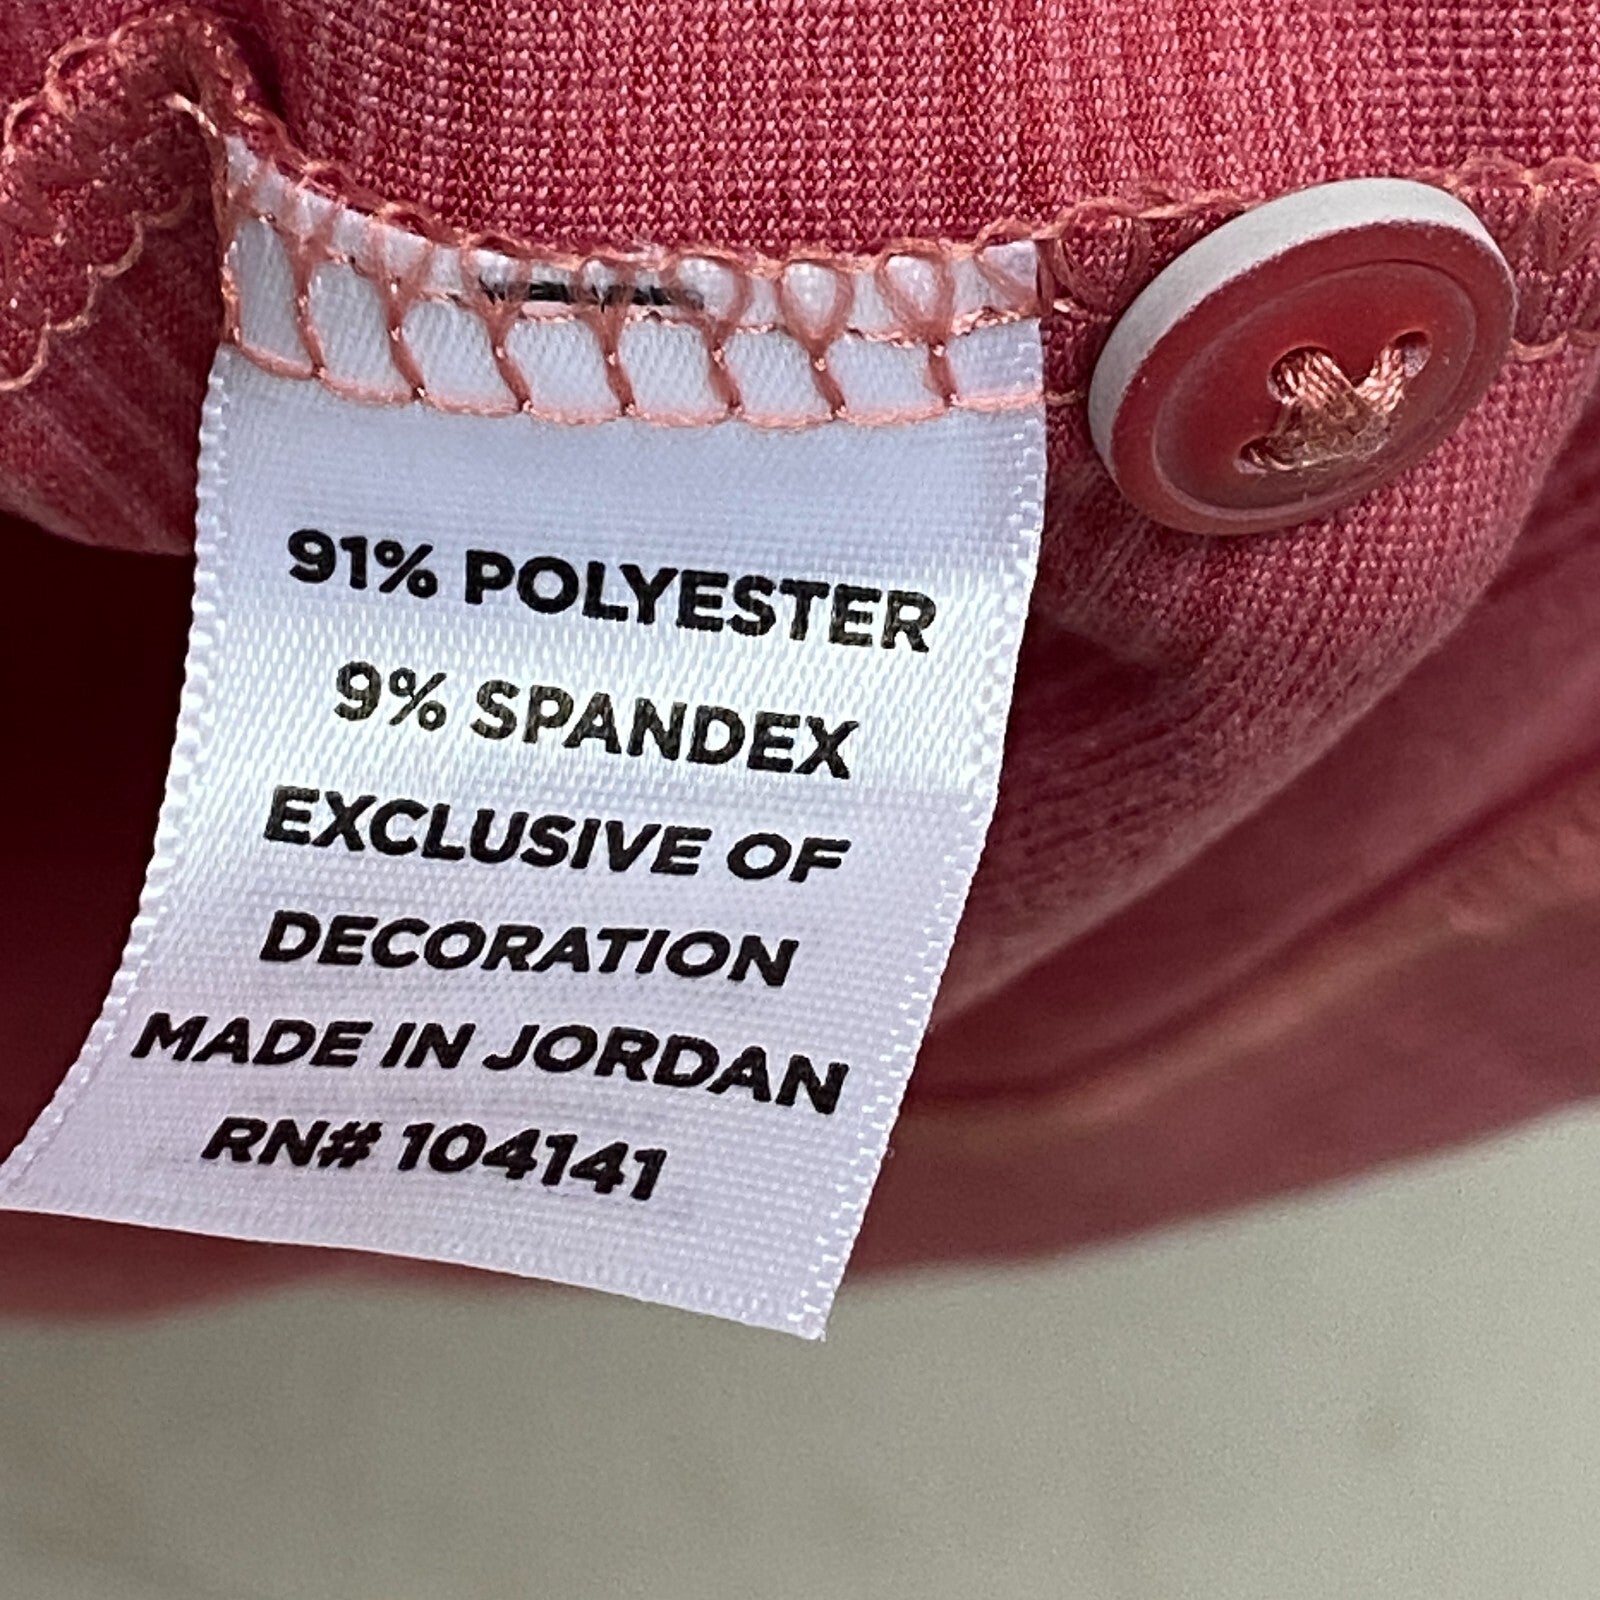 91% POLYESTER
9% SPANDEX
EXCLUSIVE OF
DECORATION
MADE IN JORDAN
RN# 104141